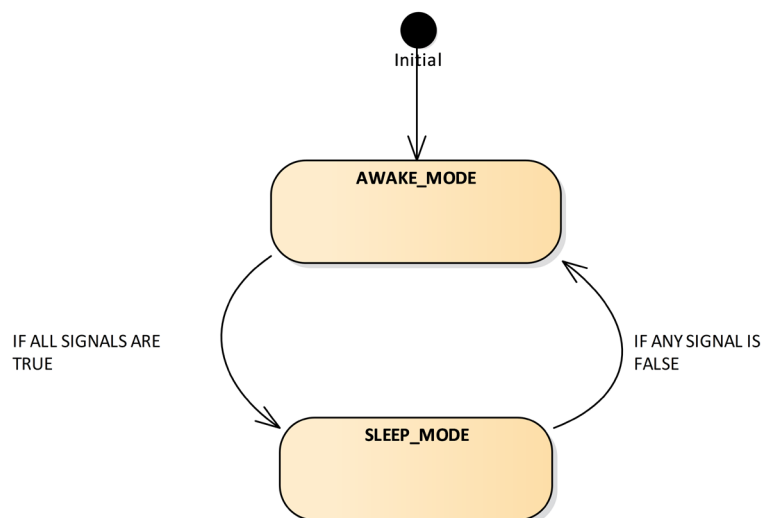 Initial
AWAKE_MODE
IF ALL SIGNALS ARE
TRUE
IF ANY SIGNAL IS
FALSE
SLEEP_MODE